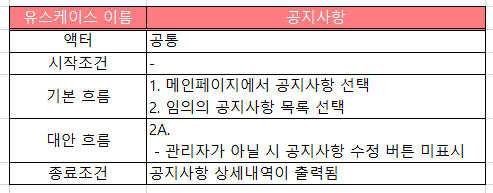 유스케이스 이름 공지사항
액터 공통
시작조건 -
기본 흐름 1. 메인페이지에서 공지사항 선택
2. 임의의 공지사항 목록 선택
대안 흐름 2A.
- 관리자가 아닐 시 공지사항 수정 버튼 미표시
종료조건 공지사항 상세내역이 출력됨